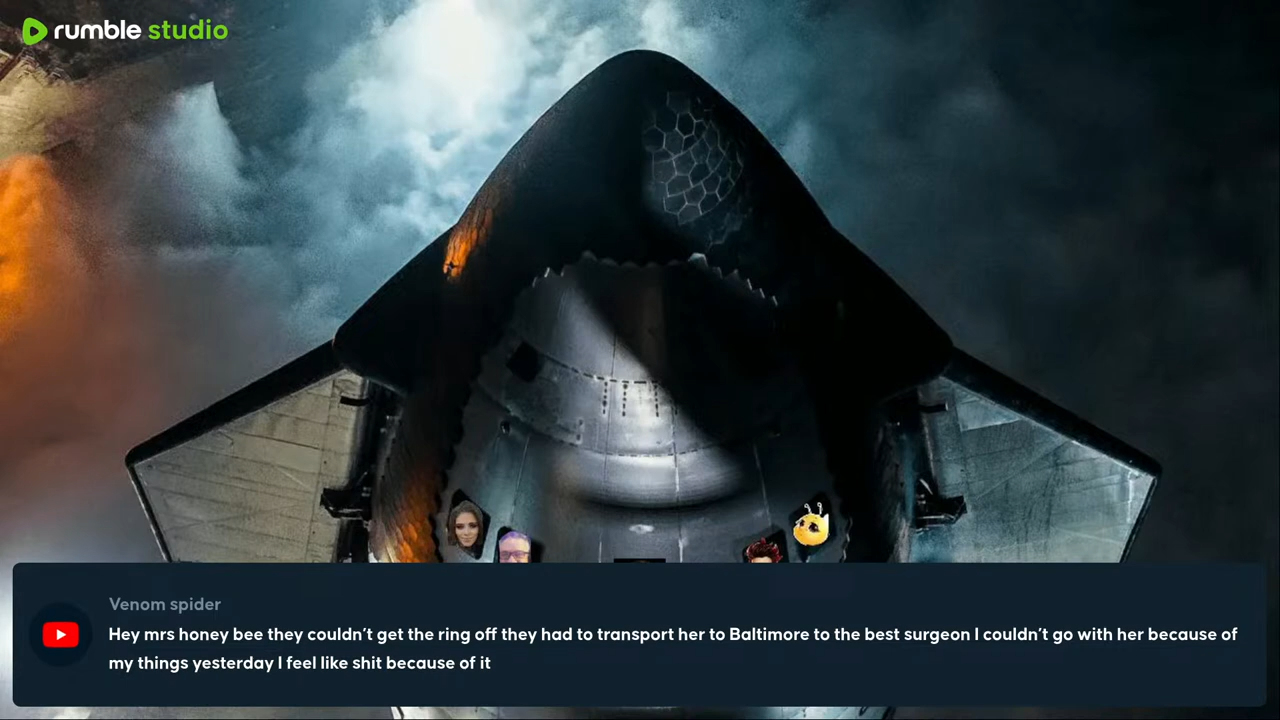 rumble studio
Venom spider
Hey mrs honey bee they couldn't get the ring off they had to transport her to Baltimore to the best surgeon I couldn't go with her because of
my things yesterday I feel like shit because of it